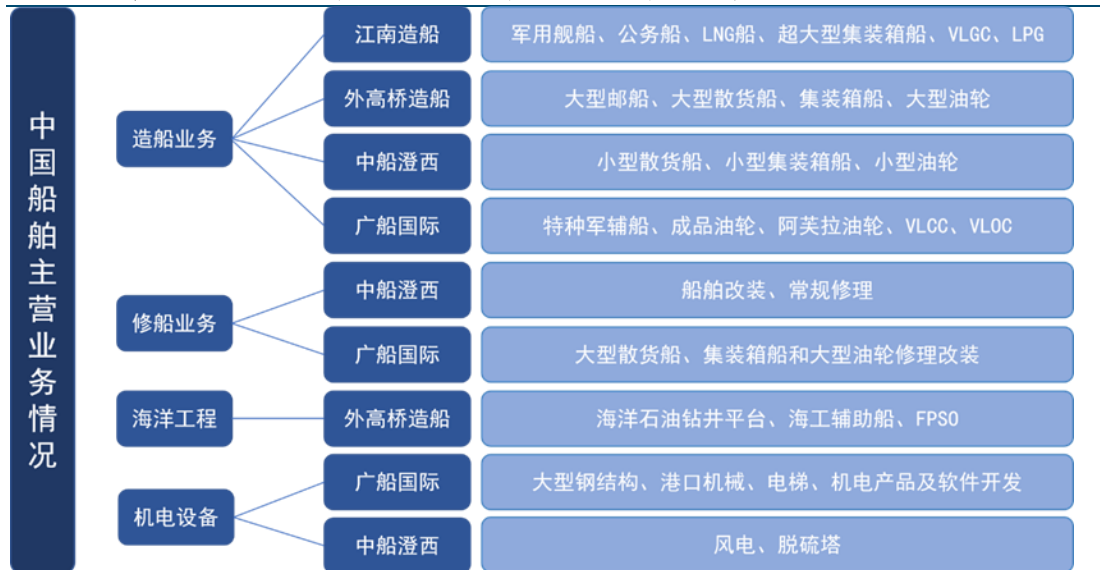 中国船舶主营业务情况
造船业务
江南造船
军用舰船、公务船、LNG船、超大型集装箱船、VLGC、LPG
外高桥造船
大型邮船、大型散货船、集装箱船、大型油轮
中船澄西
小型散货船、小型集装箱船、小型油轮
广船国际
特种军辅船、成品油轮、阿芙拉油轮、VLCC、VLOC
修船业务
中船澄西
船舶改装、常规修理
广船国际
大型散货船、集装箱船和大型油轮修理改装
海洋工程
外高桥造船
海洋石油钻井平台、海工辅助船、FPSO
机电设备
广船国际
大型钢结构、港口机械、电梯、机电产品及软件开发
中船澄西
风电、脱硫塔